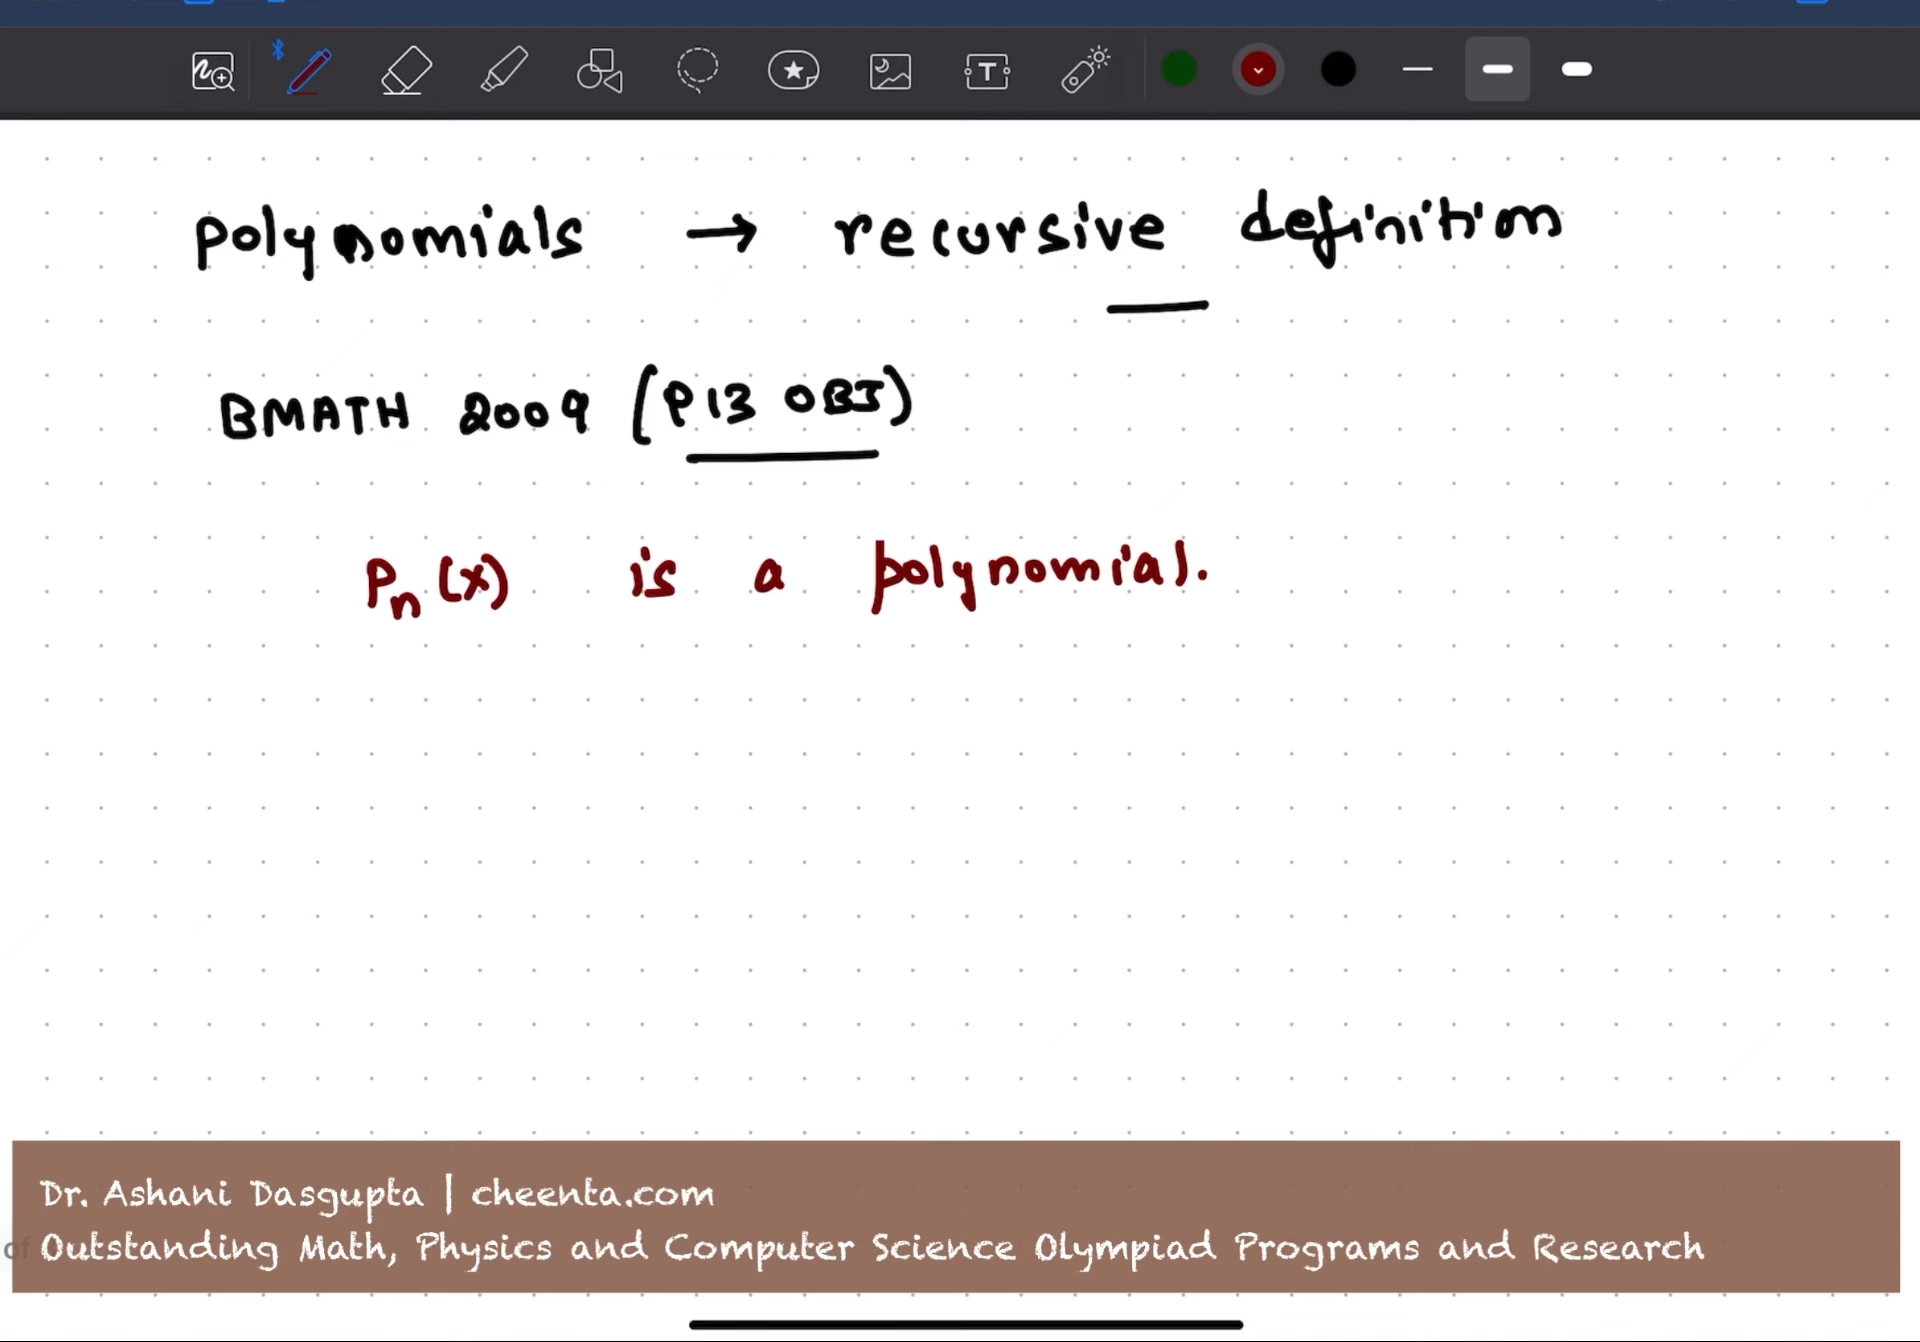 polynomials → recursive definition
BMATH 2009 (P13 OBJ)
Pn(x) is a polynomial.
Dr. Ashani Dasgupta | cheenta.com
of Outstanding Math, Physics and Computer Science Olympiad Programs and Research